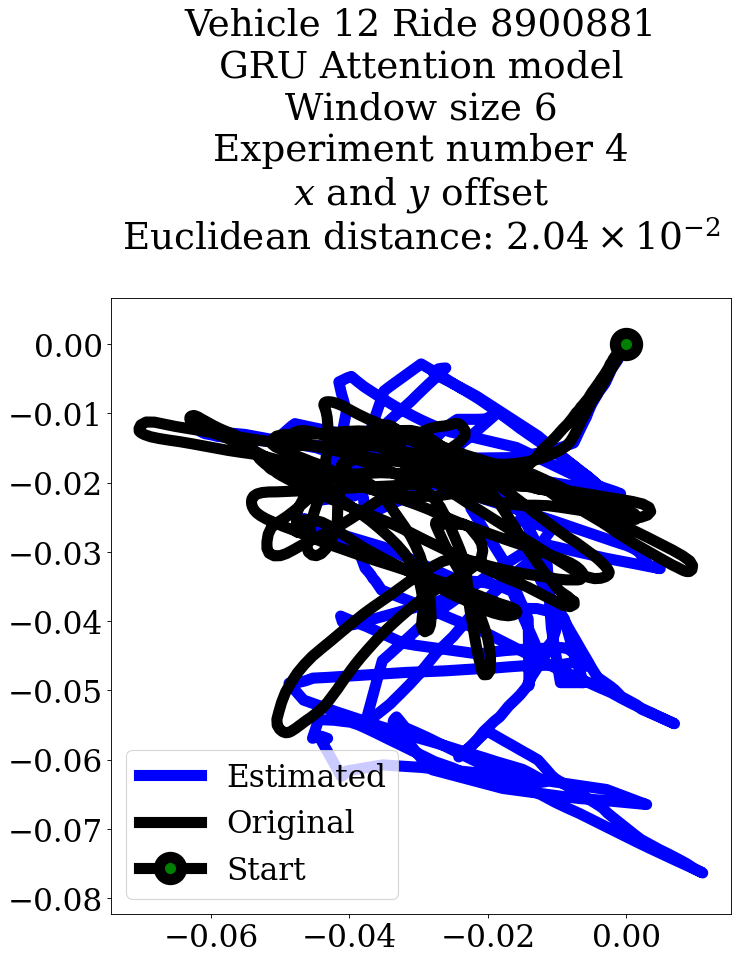 Vehicle 12 Ride 8900881
GRU Attention model
Window size 6
Experiment number 4
x and y offset
Euclidean distance: 2.04 × 10⁻²
0.00
−0.01
−0.02
−0.03
−0.04
−0.05
−0.06
−0.07
−0.08
Estimated
Original
Start
−0.06 −0.04 −0.02 0.00